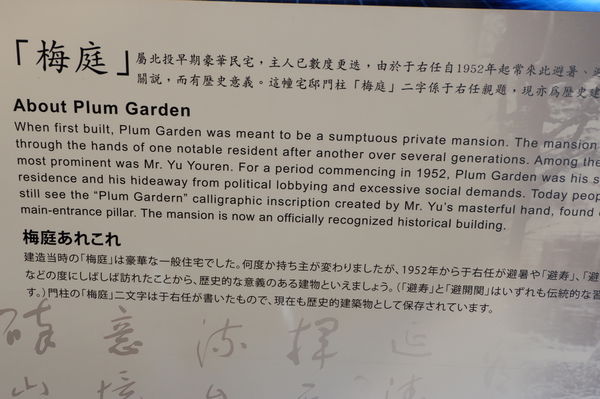 「梅庭」
屬北投早期豪華民宅，主人已數度更迭，由於于右任自1952年起常來此避暑、避
關說，而有歷史意義。這幢宅邸門柱「梅庭」二字係于右任親題，現亦為歷史建
About Plum Garden
When first built, Plum Garden was meant to be a sumptuous private mansion. The mansion
through the hands of one notable resident after another over several generations. Among the
most prominent was Mr. Yu Youren. For a period commencing in 1952, Plum Garden was his s
residence and his hideaway from political lobbying and excessive social demands. Today peop
still see the “Plum Gardern” calligraphic inscription created by Mr. Yu's masterful hand, found
main-entrance pillar. The mansion is now an officially recognized historical building.
梅庭あれこれ
建造当時の「梅庭」は豪華な一般住宅でした。何度か持ち主が変わりましたが、1952年から于右任が避暑や「避寿」、「避
などの度にしばしば訪れたことから、歴史的な意義のある建物といえましょう。（「避寿」と「避開関」はいずれも伝統的な習
す。）門柱の「梅庭」二文字は于右任が書いたもので、現在も歴史的建築物として保存されています。